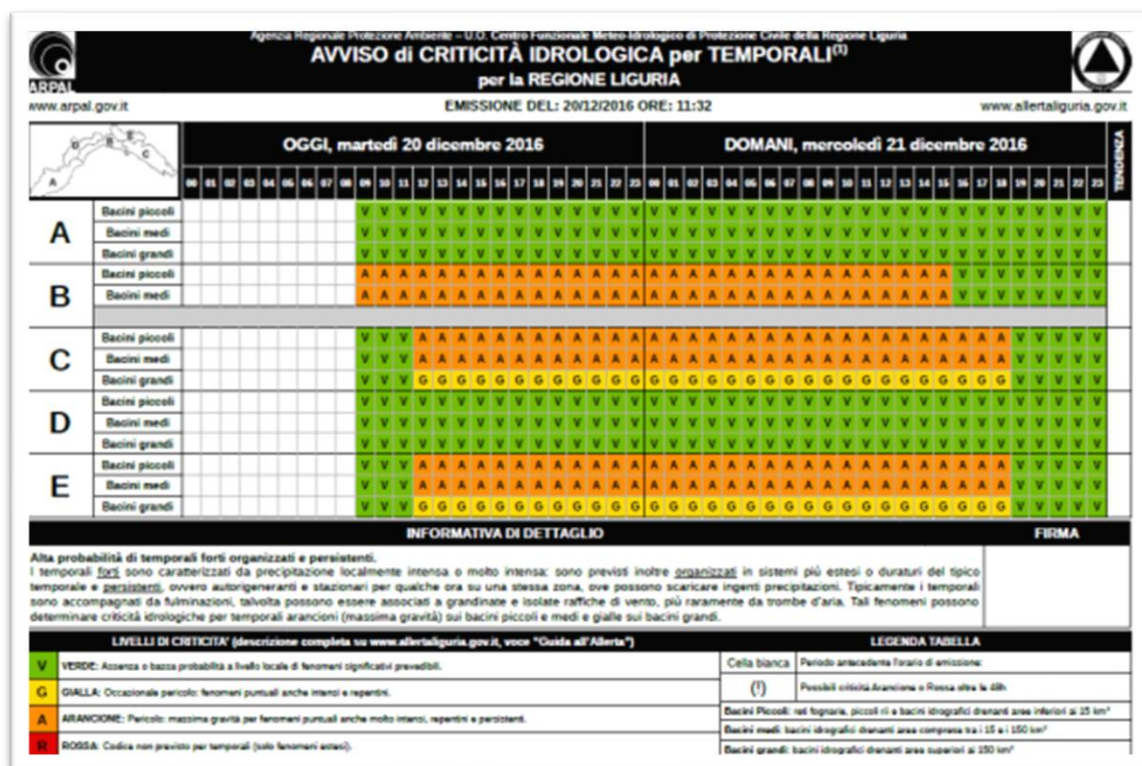 Agenzia Regionale Protezione Ambiente – U.O. Centro Funzionale Meteo-Idrologico di Protezione Civile della Regione Liguria
AVVISO di CRITICITÀ IDROLOGICA per TEMPORALI(1)
per la REGIONE LIGURIA
ARPAL
www.arpal.gov.it EMISSIONE DEL: 20/12/2016 ORE: 11:32 www.allertaliguria.gov.it
OGGI, martedì 20 dicembre 2016 DOMANI, mercoledì 21 dicembre 2016 TENDENZA
A B C D E
00 01 02 03 04 05 06 07 08 09 10 11 12 13 14 15 16 17 18 19 20 21 22 23 00 01 02 03 04 05 06 07 08 09 10 11 12 13 14 15 16 17 18 19 20 21 22 23
A
Bacini piccoli V V V V V V V V V V V V V V V V V V V V V V V V V V V V V V V V V V V V V V V
Bacini medi V V V V V V V V V V V V V V V V V V V V V V V V V V V V V V V V V V V V V V V
Bacini grandi V V V V V V V V V V V V V V V V V V V V V V V V V V V V V V V V V V V V V V V
B
Bacini piccoli A A A A A A A A A A A A A A A A A A A A A A A A A A A A A A A V V V V V V V V
Bacini medi A A A A A A A A A A A A A A A A A A A A A A A A A A A A A A A V V V V V V V V
C
Bacini piccoli V V V A A A A A A A A A A A A A A A A A A A A A A A A A A A A A A A V V V V V
Bacini medi V V V A A A A A A A A A A A A A A A A A A A A A A A A A A A A A A A V V V V V
Bacini grandi V V V G G G G G G G G G G G G G G G G G G G G G G G G G G G G G G G V V V V V
D
Bacini piccoli V V V V V V V V V V V V V V V V V V V V V V V V V V V V V V V V V V V V V V V
Bacini medi V V V V V V V V V V V V V V V V V V V V V V V V V V V V V V V V V V V V V V V
Bacini grandi V V V V V V V V V V V V V V V V V V V V V V V V V V V V V V V V V V V V V V V
E
Bacini piccoli V V V A A A A A A A A A A A A A A A A A A A A A A A A A A A A A A A V V V V V
Bacini medi V V V A A A A A A A A A A A A A A A A A A A A A A A A A A A A A A A V V V V V
Bacini grandi V V V G G G G G G G G G G G G G G G G G G G G G G G G G G G G G G G V V V V V
INFORMATIVA DI DETTAGLIO FIRMA
Alta probabilità di temporali forti organizzati e persistenti.
I temporali forti sono caratterizzati da precipitazione localmente intensa o molto intensa; sono previsti inoltre organizzati in sistemi più estesi o duraturi del tipico
temporale e persistenti, ovvero autorigeneranti e stazionari per qualche ora su una stessa zona, ove possono scaricare ingenti precipitazioni. Tipicamente i temporali
sono accompagnati da fulminazioni, talvolta possono essere associati a grandinate e isolate raffiche di vento, più raramente da trombe d'aria. Tali fenomeni possono
determinare criticità idrologiche per temporali arancioni (massima gravità) sui bacini piccoli e medi e gialle sui bacini grandi.
LIVELLI DI CRITICITA' (descrizione completa su www.allertaliguria.gov.it, voce "Guida all'Allerta") LEGENDA TABELLA
V VERDE: Assenza o bassa probabilità a livello locale di fenomeni significativi prevedibili.
G GIALLA: Occasionale pericolo: fenomeni puntuali anche intensi e repentini.
A ARANCIONE: Pericolo: massima gravità per fenomeni puntuali anche molto intensi, repentini e persistenti.
R ROSSA: Codice non previsto per temporali (solo fenomeni estesi).
Cella bianca Periodo antecedente l'orario di emissione:
(!) Possibili criticità Arancione o Rossa oltre le 48h
Bacini Piccoli: reti fognarie, piccoli rii e bacini idrografici drenanti aree inferiori ai 15 km²
Bacini medi: bacini idrografici drenanti aree comprese tra i 15 e i 150 km²
Bacini grandi: bacini idrografici drenanti aree superiori ai 150 km²